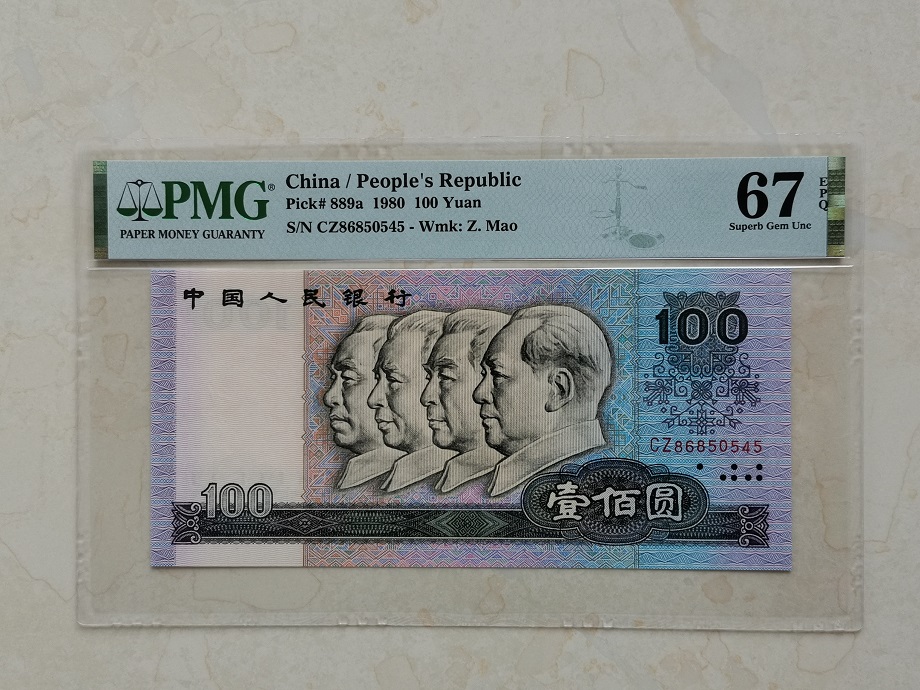 PMG®
PAPER MONEY GUARANTY
China / People's Republic
Pick# 889a 1980 100 Yuan
S/N CZ86850545 - Wmk: Z. Mao
67
Superb Gem Unc
EPQ
中国人民银行
100
CZ86850545
100
壹佰圆